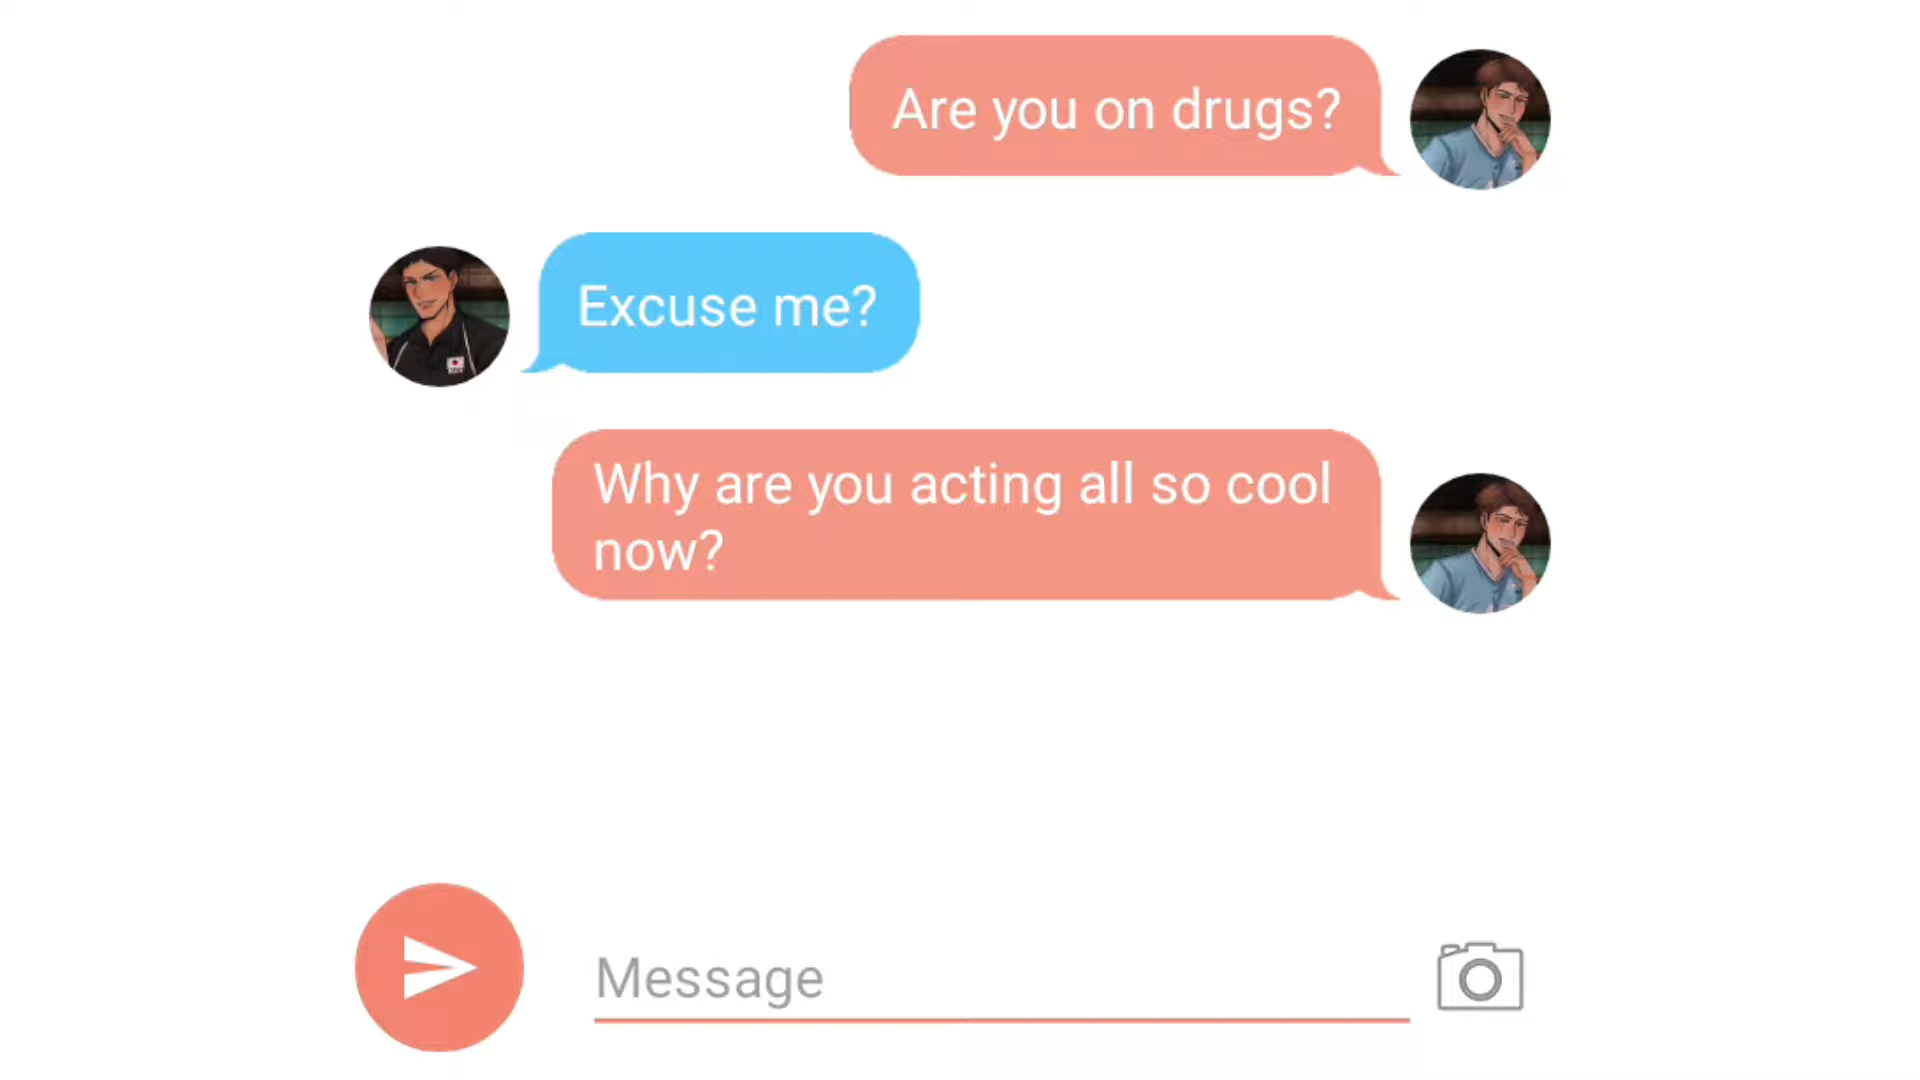 Are you on drugs?
Excuse me?
Why are you acting all so cool
now?
Message